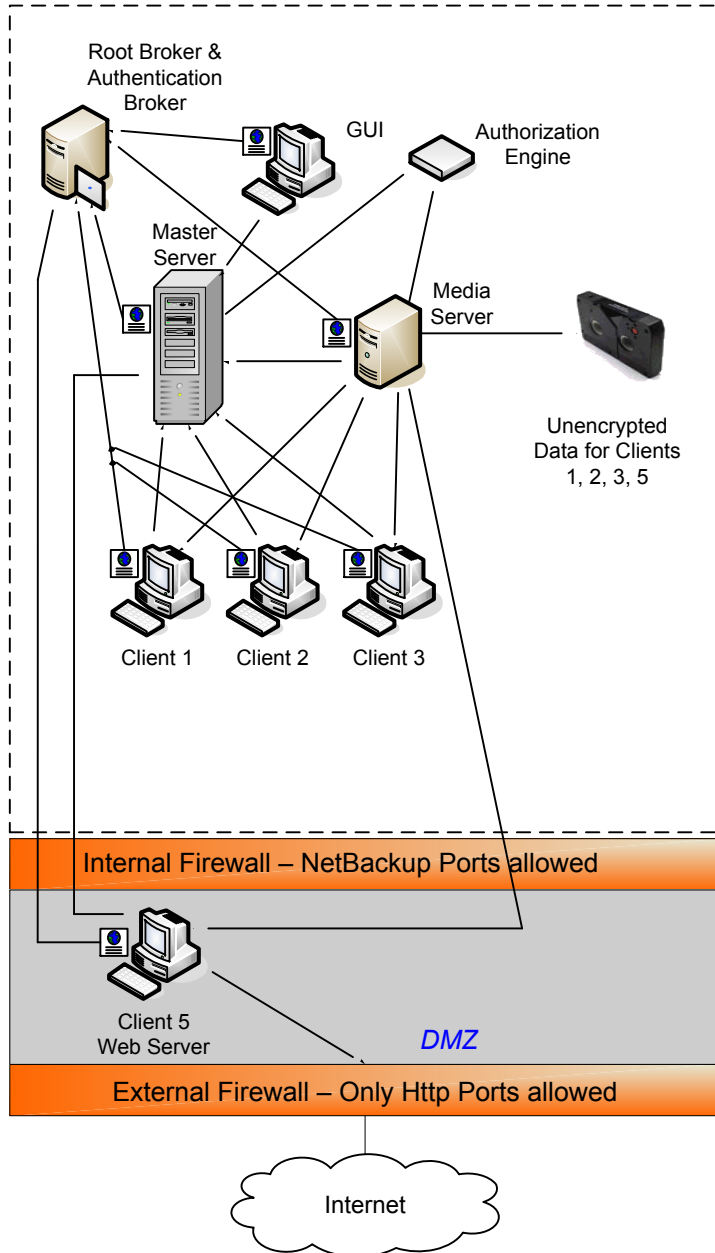 Root Broker &
Authentication
Broker
GUI
Authorization
Engine
Master
Server
Media
Server
Unencrypted
Data for Clients
1, 2, 3, 5
Client 1
Client 2
Client 3
Internal Firewall – NetBackup Ports allowed
Client 5
Web Server
DMZ
External Firewall – Only Http Ports allowed
Internet